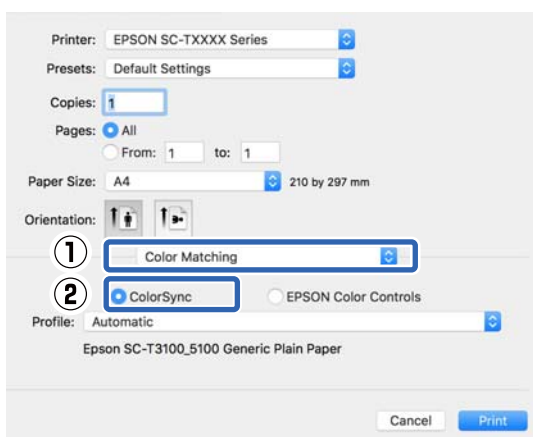 Printer: EPSON SC-TXXXX Series
Presets: Default Settings
Copies: 1
Pages: All
From: 1 to: 1
Paper Size: A4 210 by 297 mm
Orientation:
① Color Matching
② ColorSync EPSON Color Controls
Profile: Automatic
Epson SC-T3100_5100 Generic Plain Paper
Cancel Print